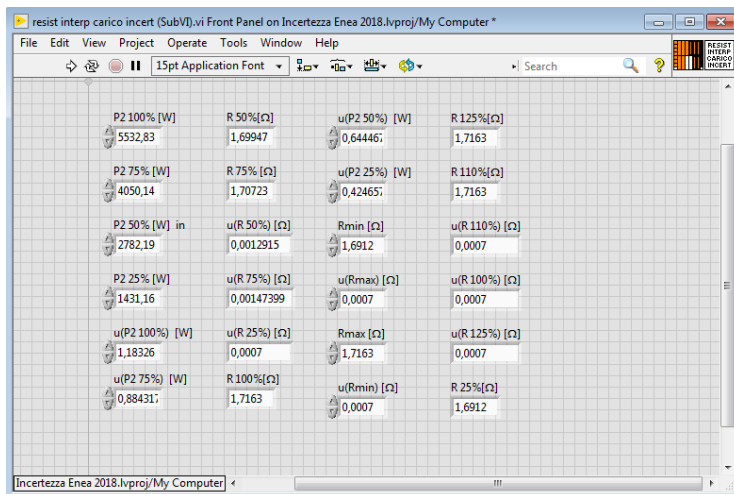 resist interp carico incert (SubVI).vi Front Panel on Incertezza Enea 2018.lvproj/My Computer *
File Edit View Project Operate Tools Window Help
15pt Application Font
Search
RESIST
INTERP
CARICO
INCERT
P2 100% [W] R 50%[Ω] u(P2 50%) [W] R 125%[Ω]
5532,83 1,69947 0,644467 1,7163
P2 75% [W] R 75% [Ω] u(P2 25%) [W] R 110%[Ω]
4050,14 1,70723 0,424657 1,7163
P2 50% [W] in u(R 50%) [Ω] Rmin [Ω] u(R 110%) [Ω]
2782,19 0,0012915 1,6912 0,0007
P2 25% [W] u(R 75%) [Ω] u(Rmax) [Ω] u(R 100%) [Ω]
1431,16 0,00147399 0,0007 0,0007
u(P2 100%) [W] u(R 25%) [Ω] Rmax [Ω] u(R 125%) [Ω]
1,18326 0,0007 1,7163 0,0007
u(P2 75%) [W] R 100%[Ω] u(Rmin) [Ω] R 25%[Ω]
0,884317 1,7163 0,0007 1,6912
Incertezza Enea 2018.lvproj/My Computer